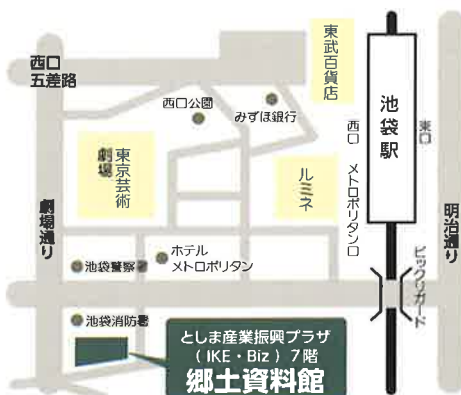 東武百貨店
西口
五差路
西口公園
みずほ銀行
池袋駅
西口
東口
東京芸術
劇場
ルミネ
メトロポリタン口
劇場通り
明治通り
ホテル
メトロポリタン
池袋警察署
ビックリガード
池袋消防署
としま産業振興プラザ
(IKE・Biz)7階
郷土資料館